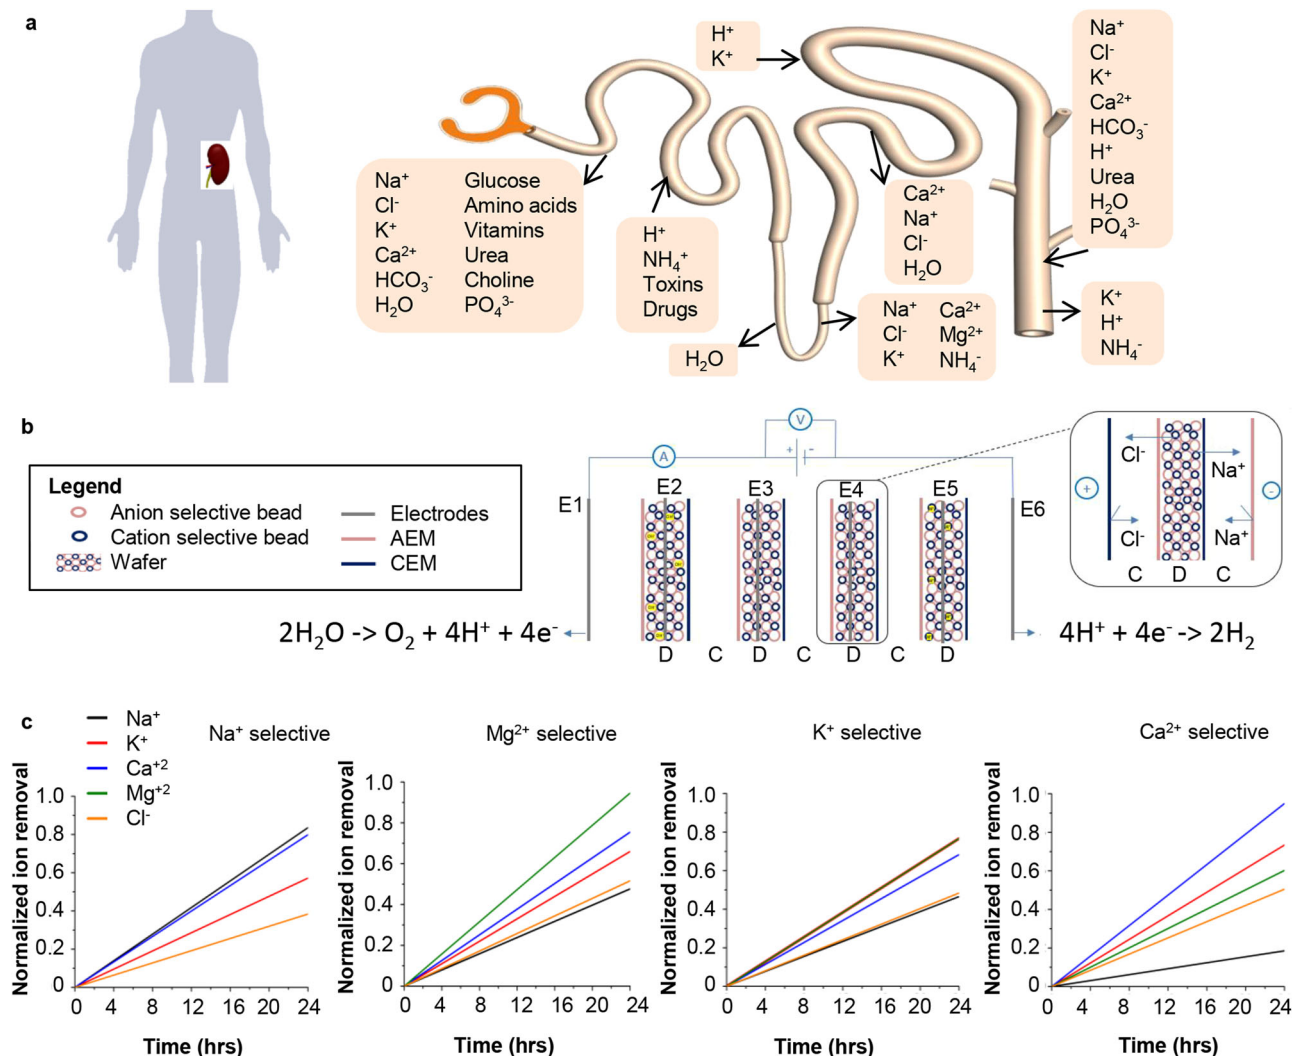 a
H⁺
K⁺
Na⁺
Cl⁻
K⁺
Ca²⁺
HCO₃⁻
H⁺
Urea
H₂O
PO₄³⁻
Na⁺ Glucose
Cl⁻ Amino acids
K⁺ Vitamins
Ca²⁺ Urea
HCO₃⁻ Choline
H₂O PO₄³⁻
H⁺
NH₄⁺
Toxins
Drugs
Ca²⁺
Na⁺
Cl⁻
H₂O
H₂O
Na⁺ Ca²⁺
Cl⁻ Mg²⁺
K⁺ NH₄⁻
K⁺
H⁺
NH₄⁻
b
Legend
Anion selective bead
Cation selective bead
Wafer
Electrodes
AEM
CEM
V
A
+ -
E1
E2
E3
E4
E5
E6
2H₂O -> O₂ + 4H⁺ + 4e⁻
4H⁺ + 4e⁻ -> 2H₂
D C D C D C D
Cl⁻
Na⁺
+
-
Cl⁻
Na⁺
C D C
c
Na⁺
K⁺
Ca⁺²
Mg⁺²
Cl⁻
Na⁺ selective
Normalized ion removal
1.0
0.8
0.6
0.4
0.2
0
0 4 8 12 16 20 24
Time (hrs)
Mg²⁺ selective
Normalized ion removal
1.0
0.8
0.6
0.4
0.2
0
0 4 8 12 16 20 24
Time (hrs)
K⁺ selective
Normalized ion removal
1.0
0.8
0.6
0.4
0.2
0
0 4 8 12 16 20 24
Time (hrs)
Ca²⁺ selective
Normalized ion removal
1.0
0.8
0.6
0.4
0.2
0
0 4 8 12 16 20 24
Time (hrs)